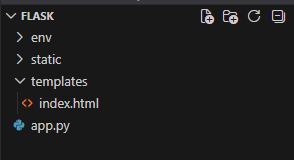 FLASK
env
static
templates
index.html
app.py